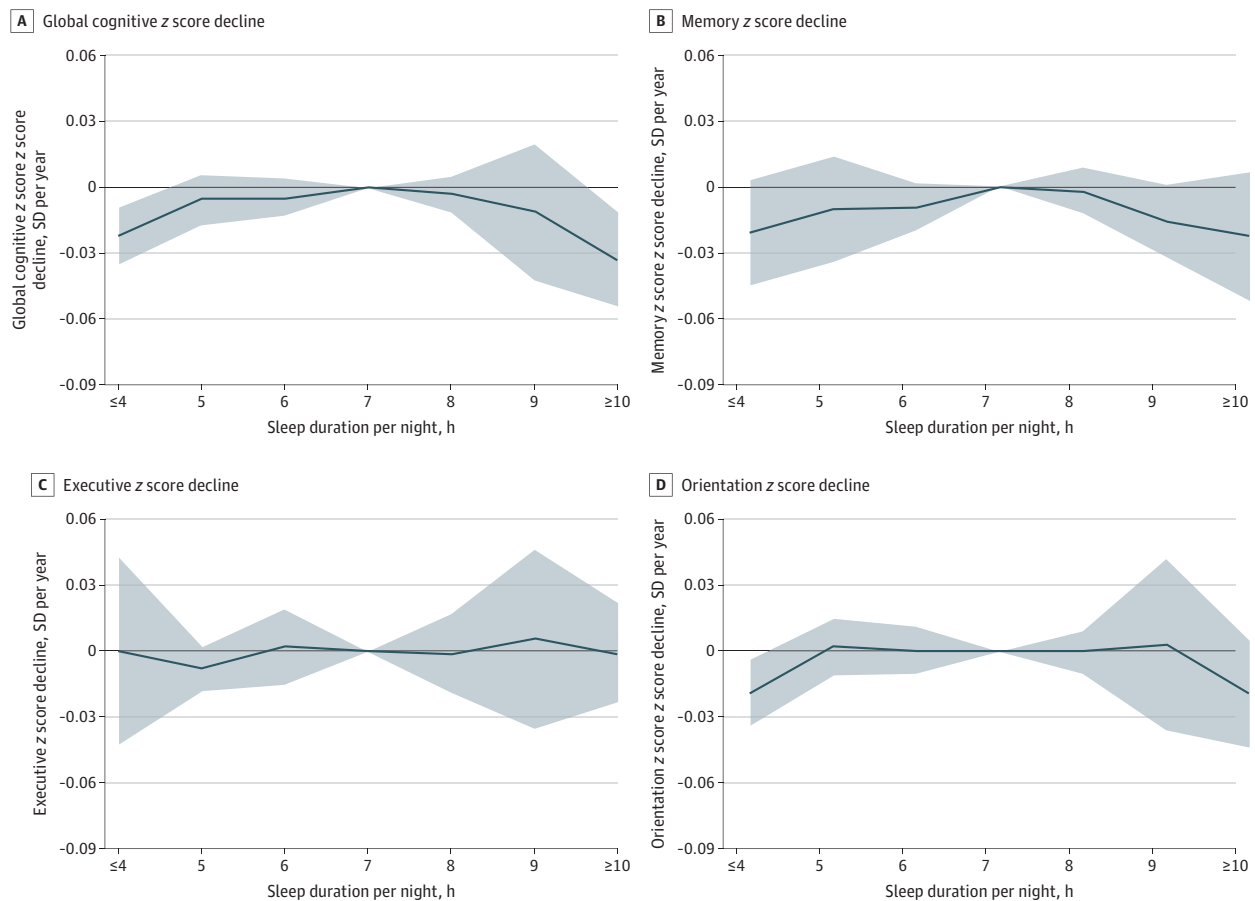 A Global cognitive z score decline
Global cognitive z score z score
decline, SD per year
0.06
0.03
0
-0.03
-0.06
-0.09
≤4 5 6 7 8 9 ≥10
Sleep duration per night, h
B Memory z score decline
Memory z score decline, SD per year
0.06
0.03
0
-0.03
-0.06
-0.09
≤4 5 6 7 8 9 ≥10
Sleep duration per night, h
C Executive z score decline
Executive z score decline, SD per year
0.06
0.03
0
-0.03
-0.06
-0.09
≤4 5 6 7 8 9 ≥10
Sleep duration per night, h
D Orientation z score decline
Orientation z score z score decline, SD per year
0.06
0.03
0
-0.03
-0.06
-0.09
≤4 5 6 7 8 9 ≥10
Sleep duration per night, h